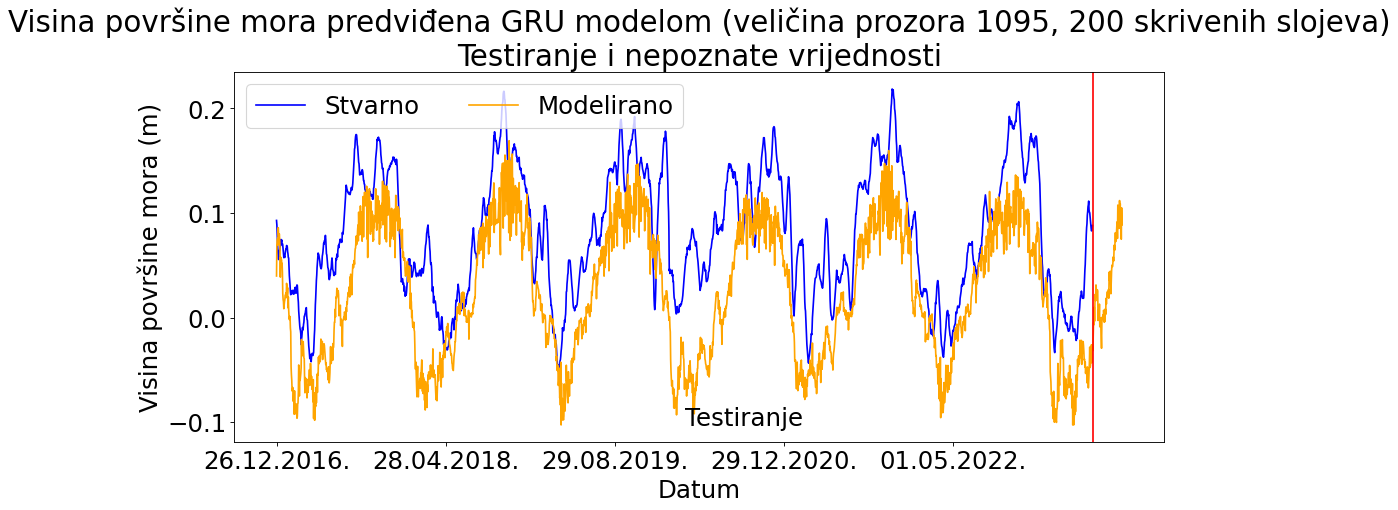 Visina površine mora predviđena GRU modelom (veličina prozora 1095, 200 skrivenih slojeva)
Testiranje i nepoznate vrijednosti
Stvarno Modelirano
Visina površine mora (m)
0.2
0.1
0.0
−0.1
Testiranje
26.12.2016. 28.04.2018. 29.08.2019. 29.12.2020. 01.05.2022.
Datum